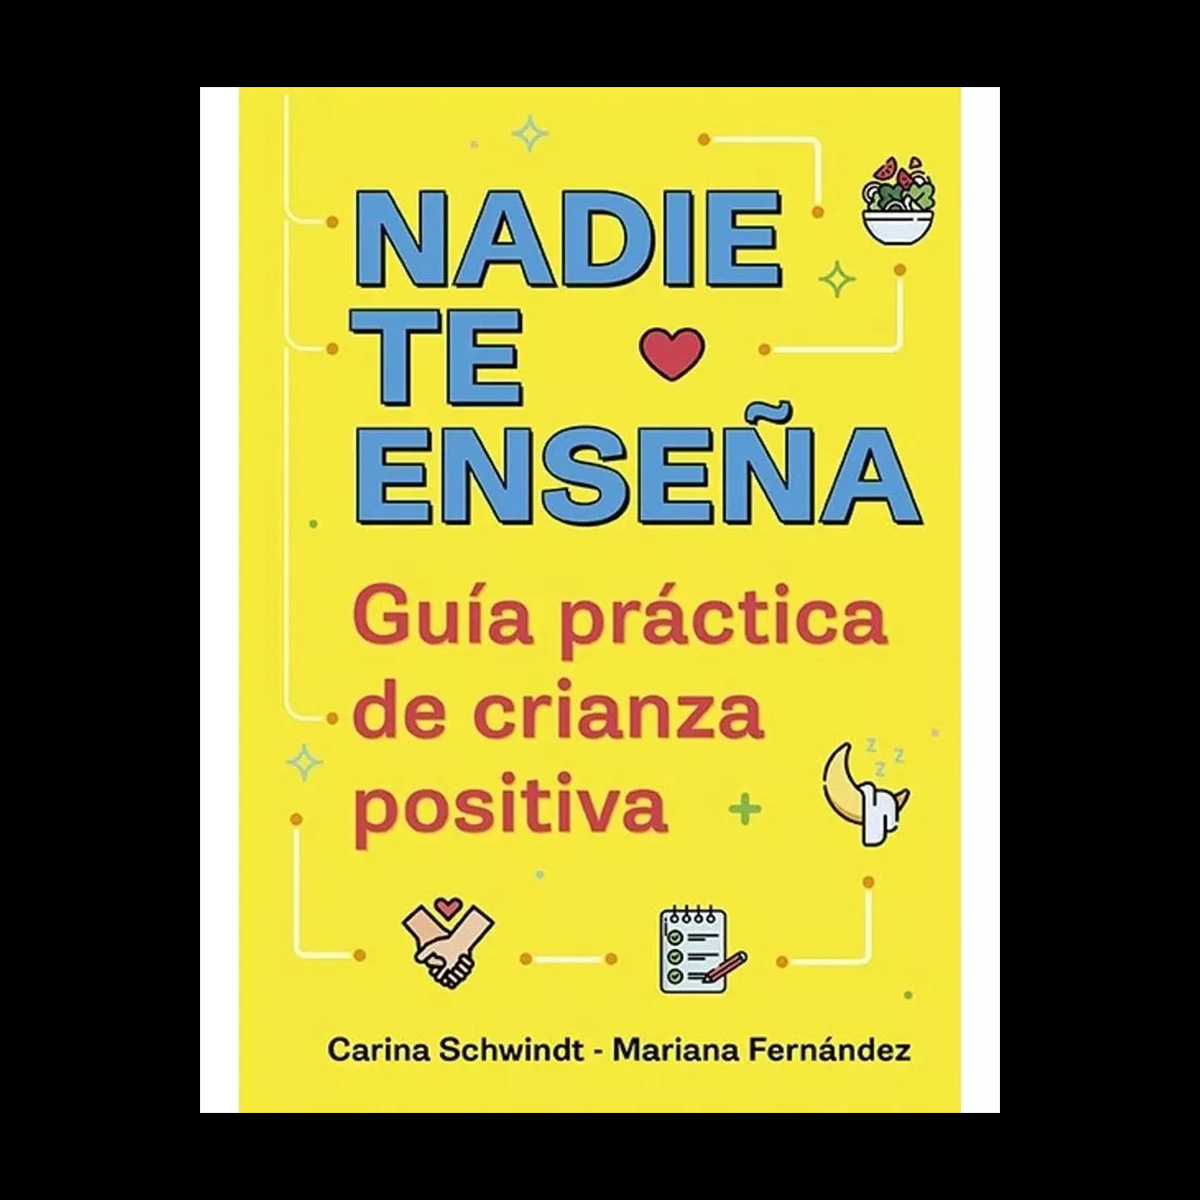 NADIE
TE
ENSEÑA
Guía práctica
de crianza
positiva
z z
z z
Carina Schwindt - Mariana Fernández